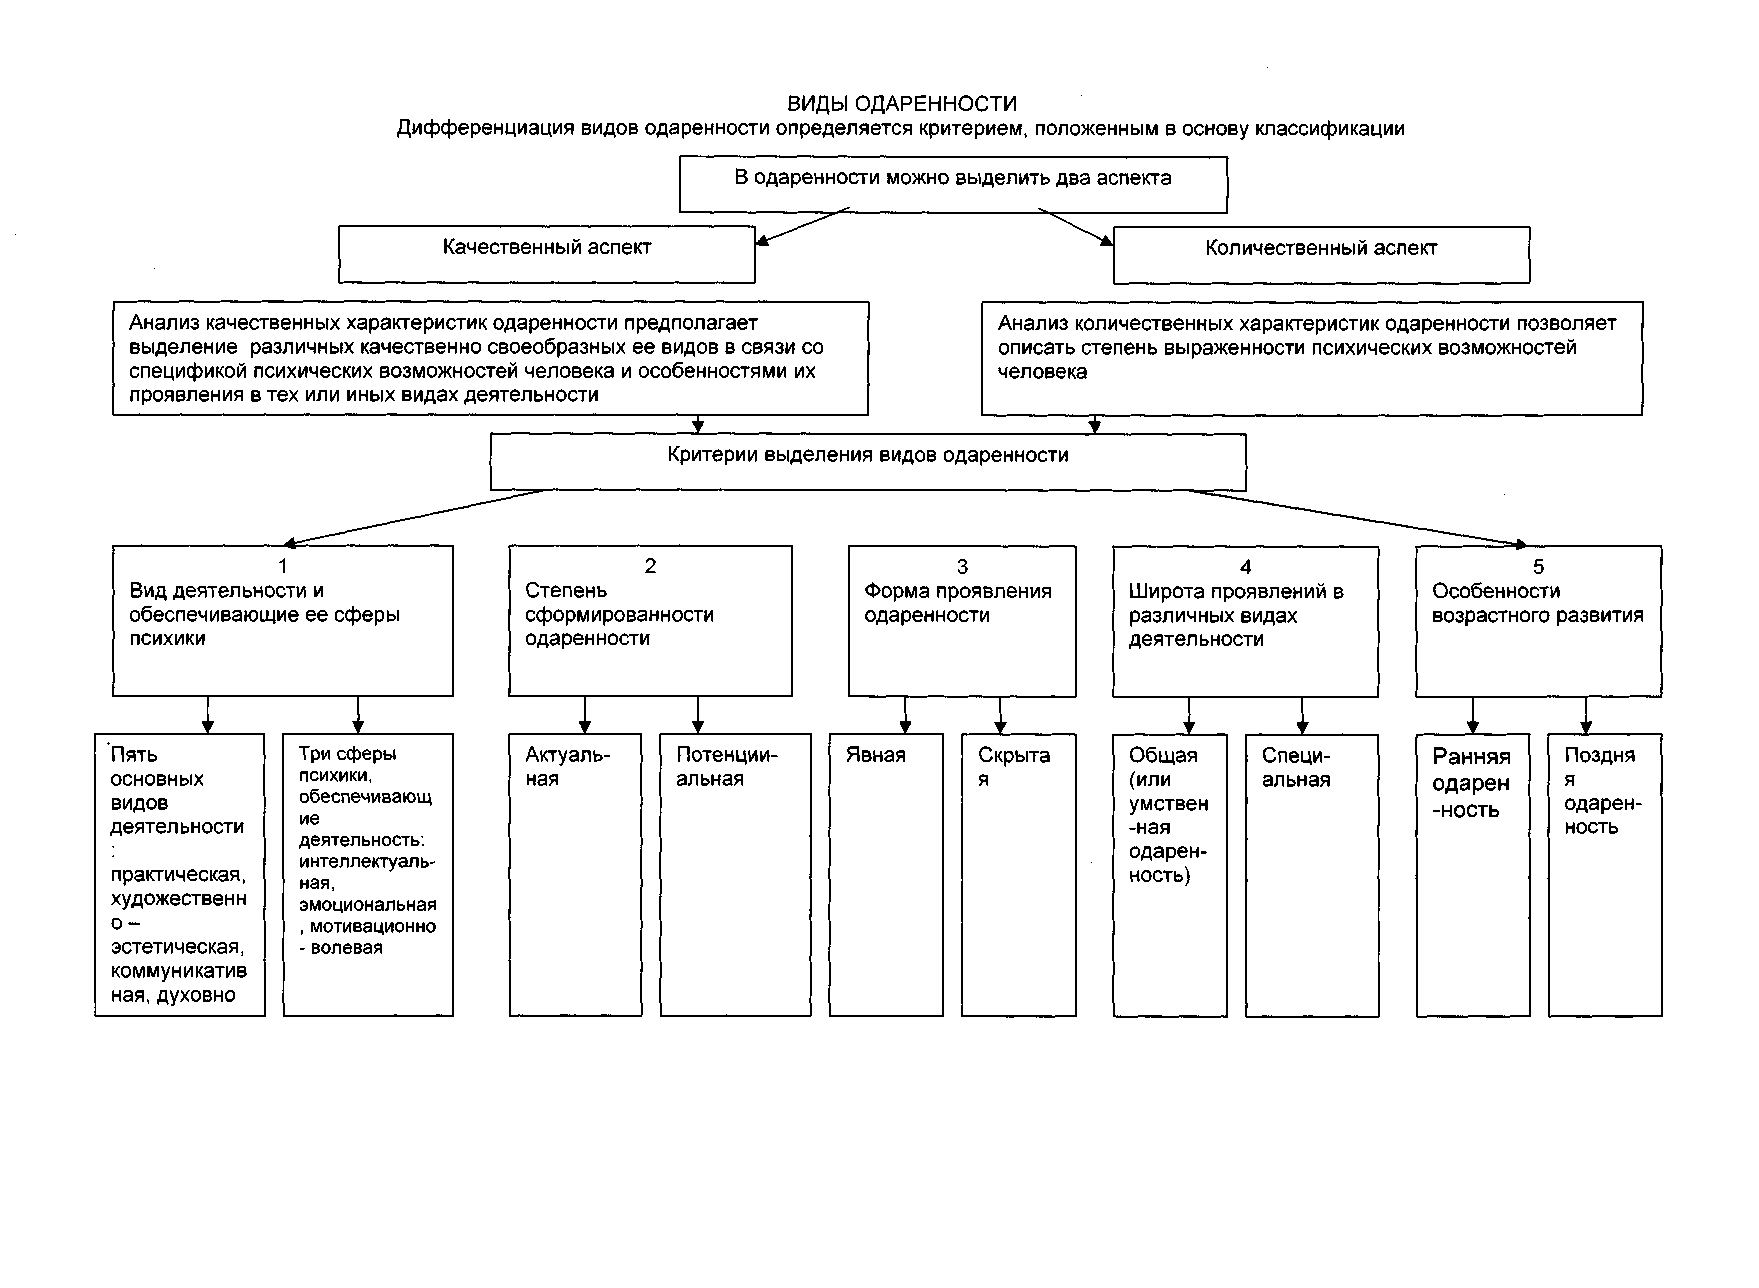 ВИДЫ ОДАРЕННОСТИ
Дифференциация видов одаренности определяется критерием, положенным в основу классификации
В одаренности можно выделить два аспекта
Качественный аспект
Количественный аспект
Анализ качественных характеристик одаренности предполагает
выделение различных качественно своеобразных ее видов в связи со
спецификой психических возможностей человека и особенностями их
проявления в тех или иных видах деятельности
Анализ количественных характеристик одаренности позволяет
описать степень выраженности психических возможностей
человека
Критерии выделения видов одаренности
1
Вид деятельности и
обеспечивающие ее сферы
психики
2
Степень
сформированности
одаренности
3
Форма проявления
одаренности
4
Широта проявлений в
различных видах
деятельности
5
Особенности
возрастного развития
Пять
основных
видов
деятельности
:
практическая,
художественн
о –
эстетическая,
коммуникатив
ная, духовно
Три сферы
психики,
обеспечивающ
ие
деятельность:
интеллектуаль-
ная,
эмоциональная
, мотивационно
- волевая
Актуаль-
ная
Потенции-
альная
Явная
Скрыта
я
Общая
(или
умствен
-ная
одарен-
ность)
Специ-
альная
Ранняя
одарен
-ность
Поздня
я
одарен-
ность